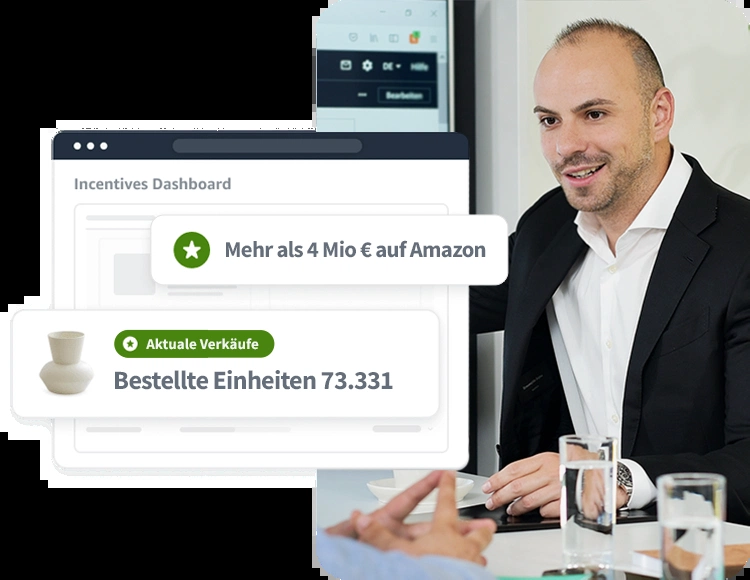 DE
Hilfe
Bearbeiten
Incentives Dashboard
Mehr als 4 Mio € auf Amazon
Aktuale Verkäufe
Bestellte Einheiten 73.331